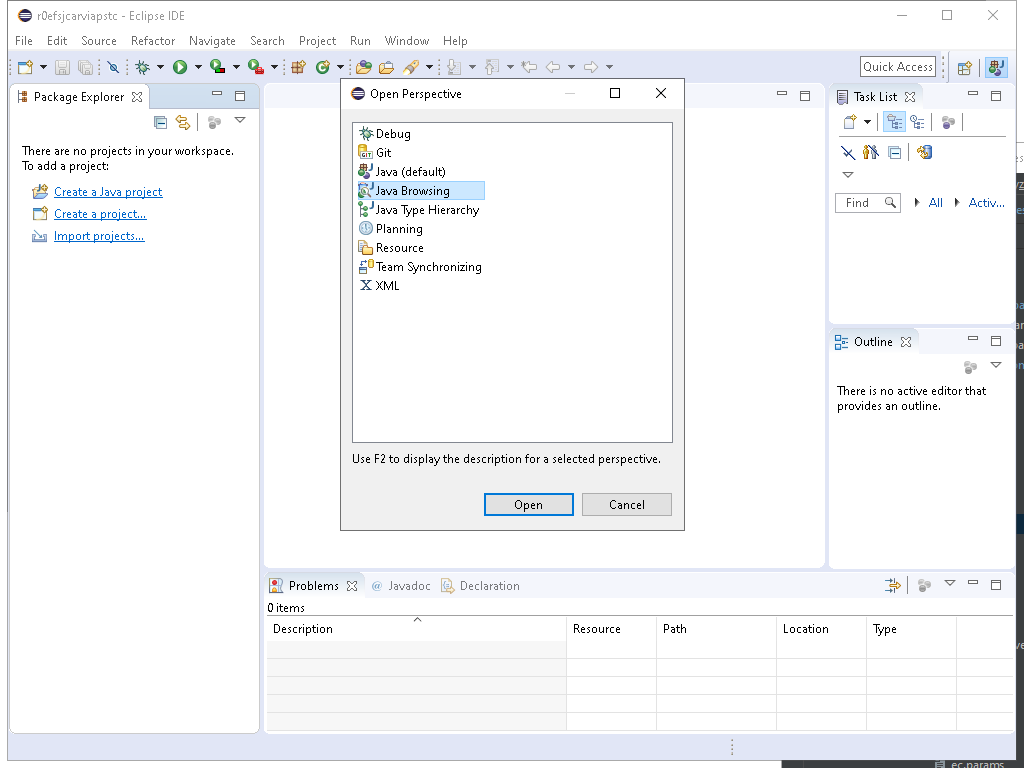 r0efsjcarviapstc - Eclipse IDE
File Edit Source Refactor Navigate Search Project Run Window Help
Quick Access
Package Explorer
There are no projects in your workspace.
To add a project:
Create a Java project
Create a project...
Import projects...
Open Perspective
Debug
Git
Java (default)
Java Browsing
Java Type Hierarchy
Planning
Resource
Team Synchronizing
XML
Use F2 to display the description for a selected perspective.
Open Cancel
Task List
Find All Activ...
Outline
There is no active editor that
provides an outline.
Problems @ Javadoc Declaration
0 items
Description Resource Path Location Type
ec.params